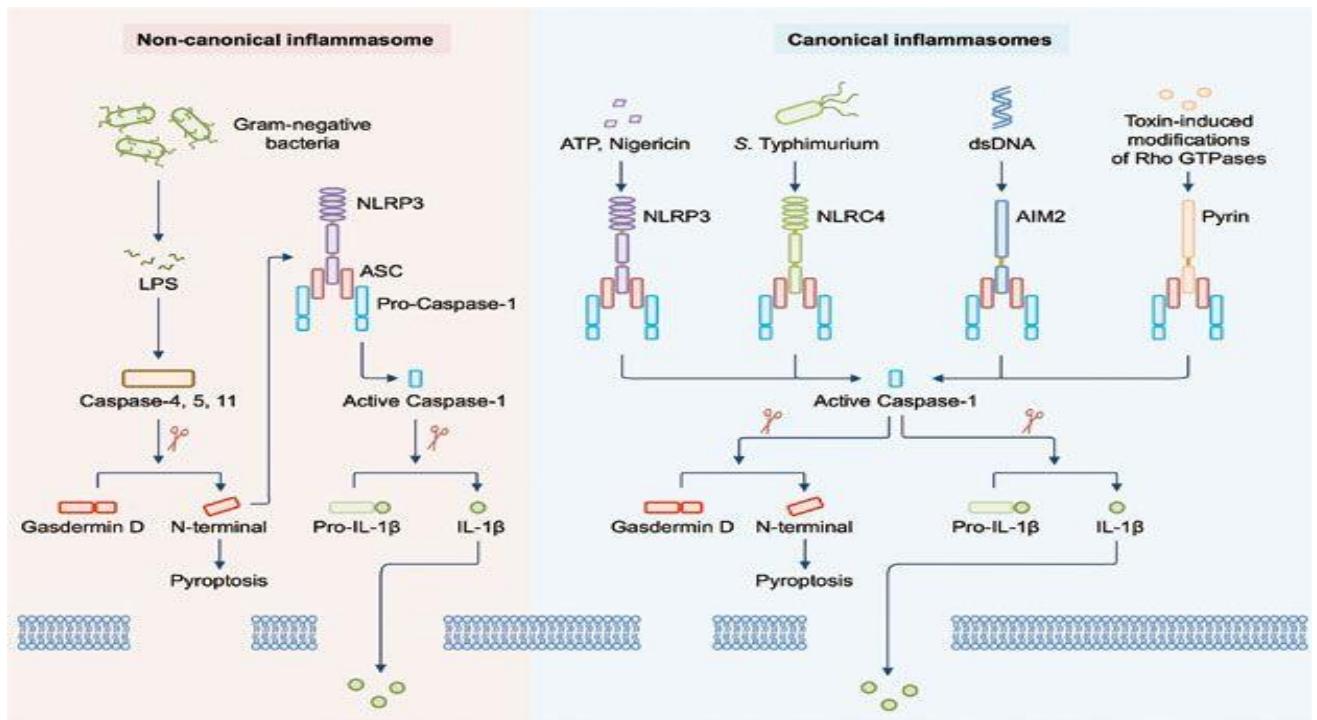 Non-canonical inflammasome
Gram-negative
bacteria
LPS
NLRP3
ASC
Pro-Caspase-1
Caspase-4, 5, 11
Active Caspase-1
Gasdermin D
N-terminal
Pro-IL-1β
IL-1β
Pyroptosis
Canonical inflammasomes
ATP, Nigericin
S. Typhimurium
dsDNA
Toxin-induced
modifications
of Rho GTPases
NLRP3
NLRC4
AIM2
Pyrin
Active Caspase-1
Gasdermin D
N-terminal
Pro-IL-1β
IL-1β
Pyroptosis